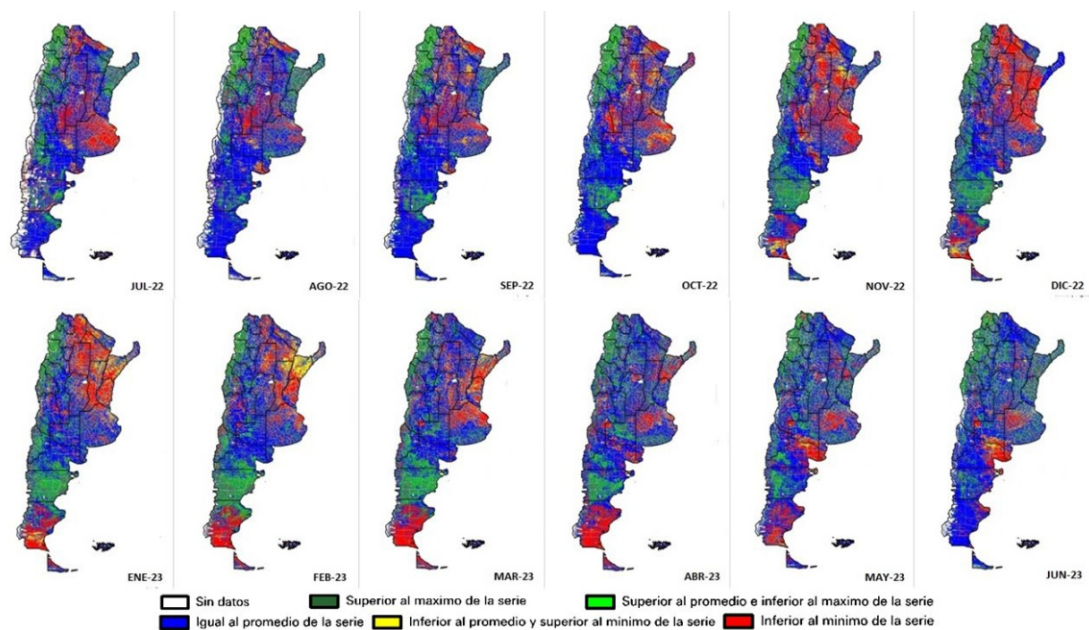 JUL-22 AGO-22 SEP-22 OCT-22 NOV-22 DIC-22
ENE-23 FEB-23 MAR-23 ABR-23 MAY-23 JUN-23
Sin datos Superior al maximo de la serie Superior al promedio e inferior al maximo de la serie
Igual al promedio de la serie Inferior al promedio y superior al minimo de la serie Inferior al minimo de la serie